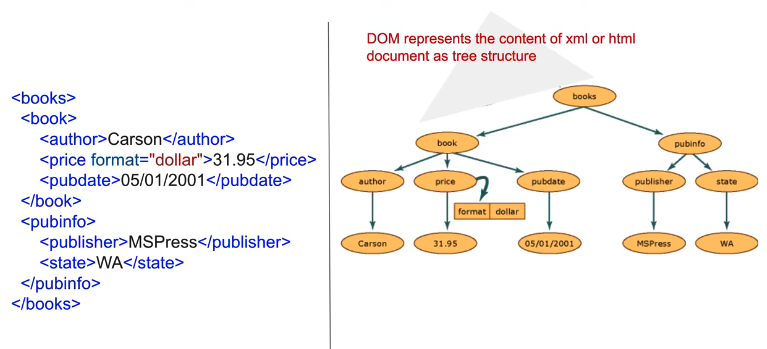 <books>
<book>
<author>Carson</author>
<price format="dollar">31.95</price>
<pubdate>05/01/2001</pubdate>
</book>
<pubinfo>
<publisher>MSPress</publisher>
<state>WA</state>
</pubinfo>
</books>
DOM represents the content of xml or html
document as tree structure
books
book
pubinfo
author
price
pubdate
publisher
state
format
dollar
Carson
31.95
05/01/2001
MSPress
WA